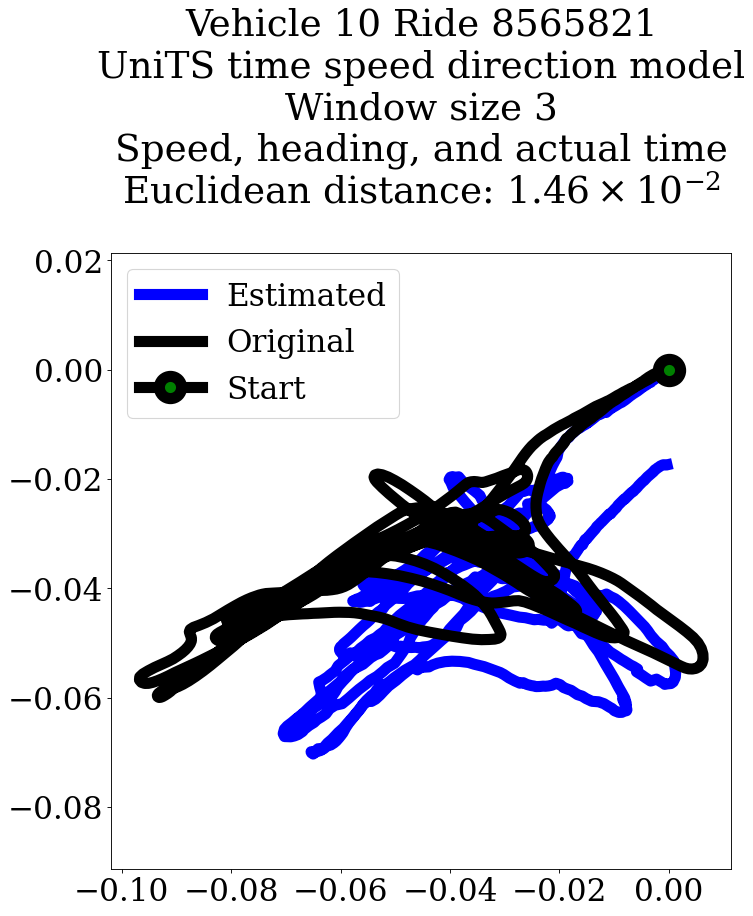 Vehicle 10 Ride 8565821
UniTS time speed direction model
Window size 3
Speed, heading, and actual time
Euclidean distance: 1.46 × 10⁻²
0.02
0.00
−0.02
−0.04
−0.06
−0.08
Estimated
Original
Start
−0.10 −0.08 −0.06 −0.04 −0.02 0.00